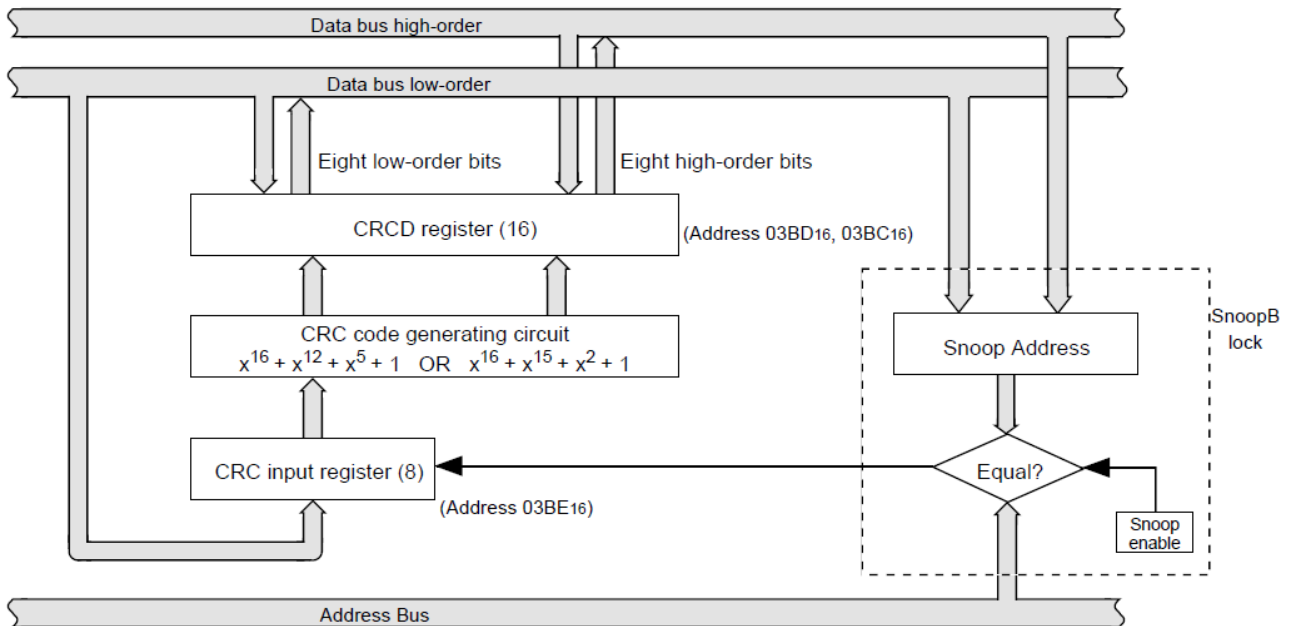 Data bus high-order
Data bus low-order
Eight low-order bits
Eight high-order bits
CRCD register (16)
(Address 03BD16, 03BC16)
SnoopB
lock
CRC code generating circuit
x16 + x12 + x5 + 1 OR x16 + x15 + x2 + 1
Snoop Address
CRC input register (8)
Equal?
(Address 03BE16)
Snoop
enable
Address Bus